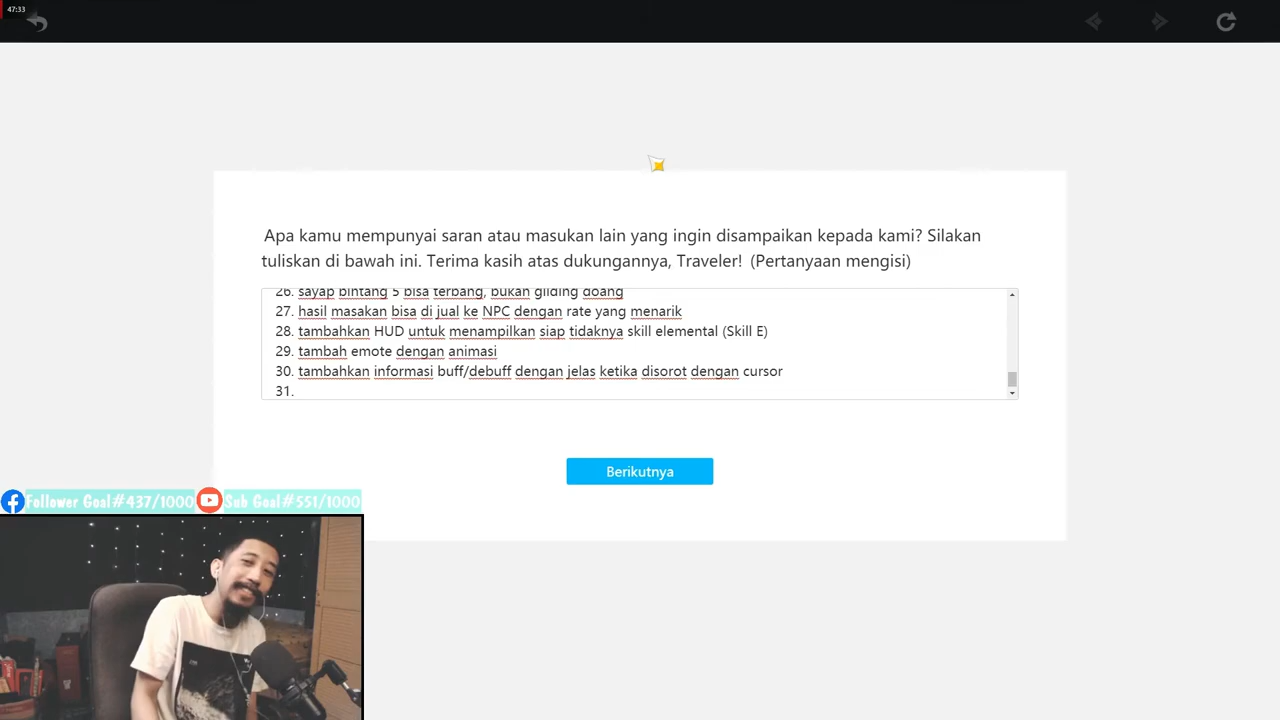 47:33
Apa kamu mempunyai saran atau masukan lain yang ingin disampaikan kepada kami? Silakan
tuliskan di bawah ini. Terima kasih atas dukungannya, Traveler! (Pertanyaan mengisi)
26. sayap bintang 5 bisa terbang, bukan gliding doang
27. hasil masakan bisa di jual ke NPC dengan rate yang menarik
28. tambahkan HUD untuk menampilkan siap tidaknya skill elemental (Skill E)
29. tambah emote dengan animasi
30. tambahkan informasi buff/debuff dengan jelas ketika disorot dengan cursor
31.
Berikutnya
Follower Goal#437/1000 Sub Goal#551/1000